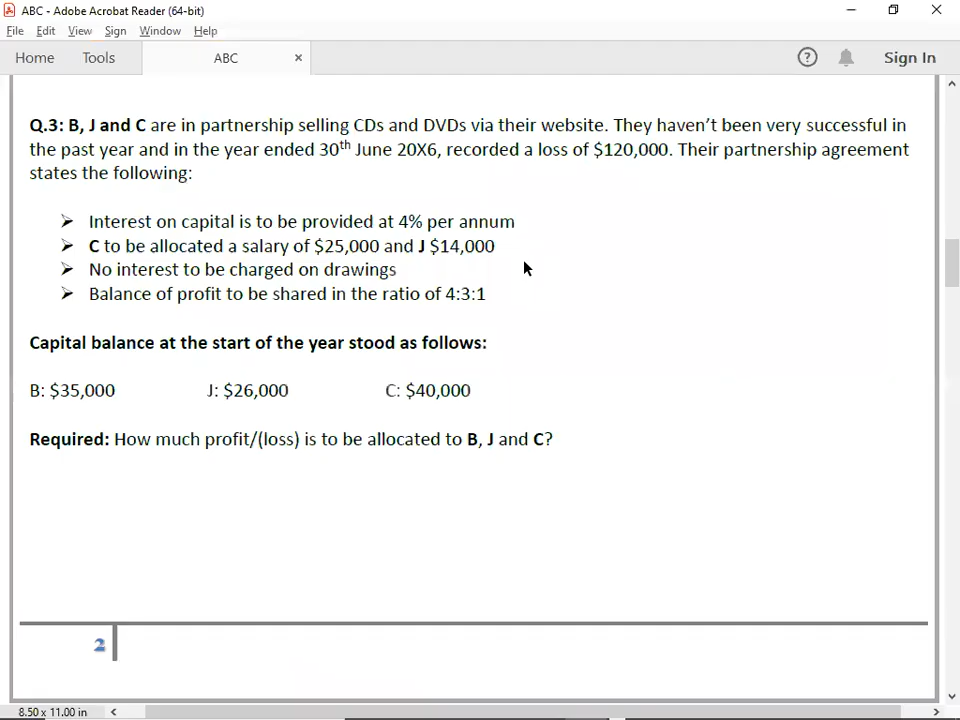 ABC - Adobe Acrobat Reader (64-bit)
File Edit View Window Help
Home Tools ABC × ? Sign In
Q.3: B, J and C are in partnership selling CDs and DVDs via their website. They haven’t been very successful in
the past year and in the year ended 30th June 20X6, recorded a loss of $120,000. Their partnership agreement
states the following:
➢ Interest on capital is to be provided at 4% per annum
➢ C to be allocated a salary of $25,000 and J $14,000
➢ No interest to be charged on drawings
➢ Balance of profit to be shared in the ratio of 4:3:1
Capital balance at the start of the year stood as follows:
B: $35,000 J: $26,000 C: $40,000
Required: How much profit/(loss) is to be allocated to B, J and C?
2
8.50 x 11.00 in